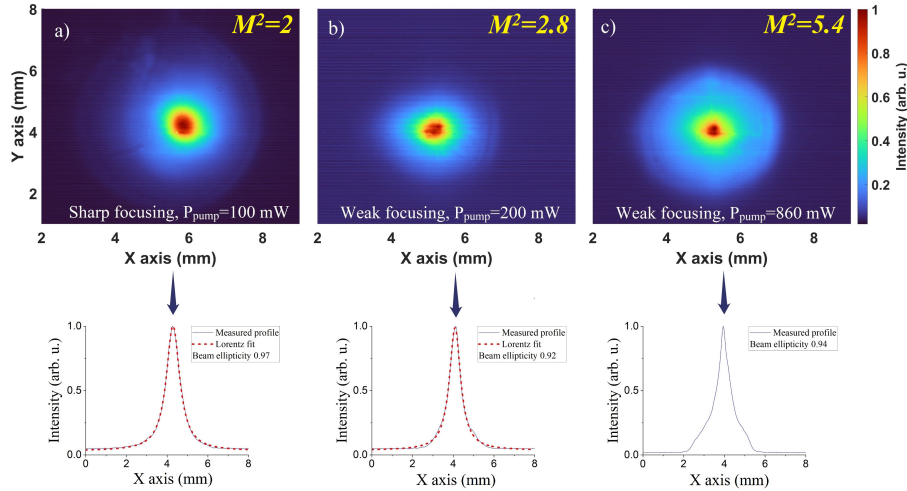 a)
M²=2
b)
M²=2.8
c)
M²=5.4
8
6
4
2
Y axis (mm)
Sharp focusing, Ppump=100 mW
Weak focusing, Ppump=200 mW
Weak focusing, Ppump=860 mW
1
0.8
0.6
0.4
0.2
Intensity (arb. u.)
2 4 6 8
2 4 6 8
2 4 6 8
X axis (mm)
X axis (mm)
X axis (mm)
1.0
0.5
0.0
Intensity (arb. u.)
Measured profile
Lorentz fit
Beam ellipticity 0.97
0 2 4 6 8
X axis (mm)
1.0
0.5
0.0
Intensity (arb. u.)
Measured profile
Lorentz fit
Beam ellipticity 0.92
0 2 4 6 8
X axis (mm)
1.0
0.5
0.0
Intensity (arb. u.)
Measured profile
Beam ellipticity 0.94
0 2 4 6 8
X axis (mm)